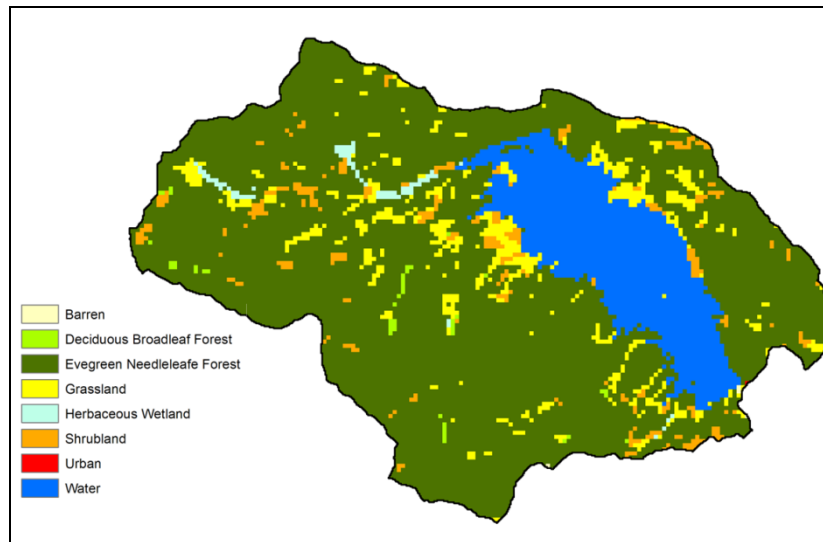 Barren
Deciduous Broadleaf Forest
Evegreen Needleleafe Forest
Grassland
Herbaceous Wetland
Shrubland
Urban
Water